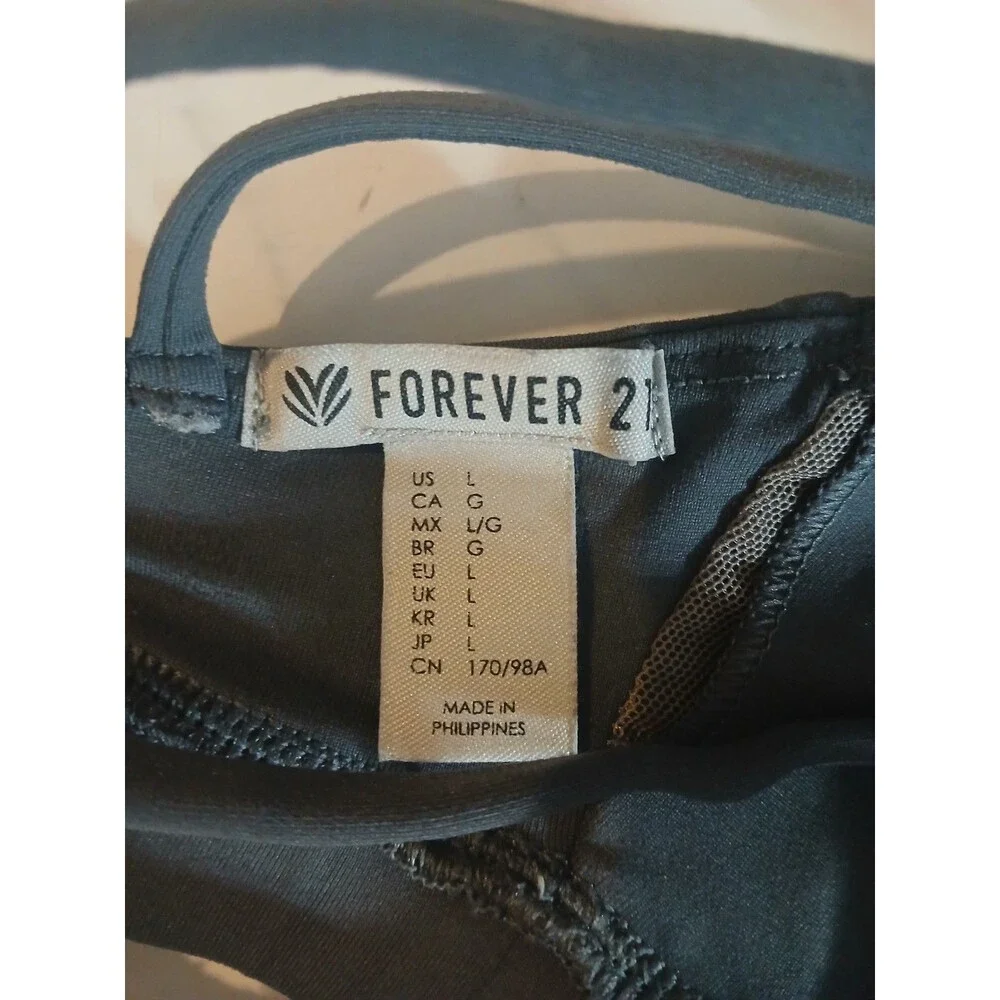 FOREVER 21
US L
CA G
MX L/G
BR G
EU L
UK L
KR L
JP L
CN 170/98A
MADE IN
PHILIPPINES